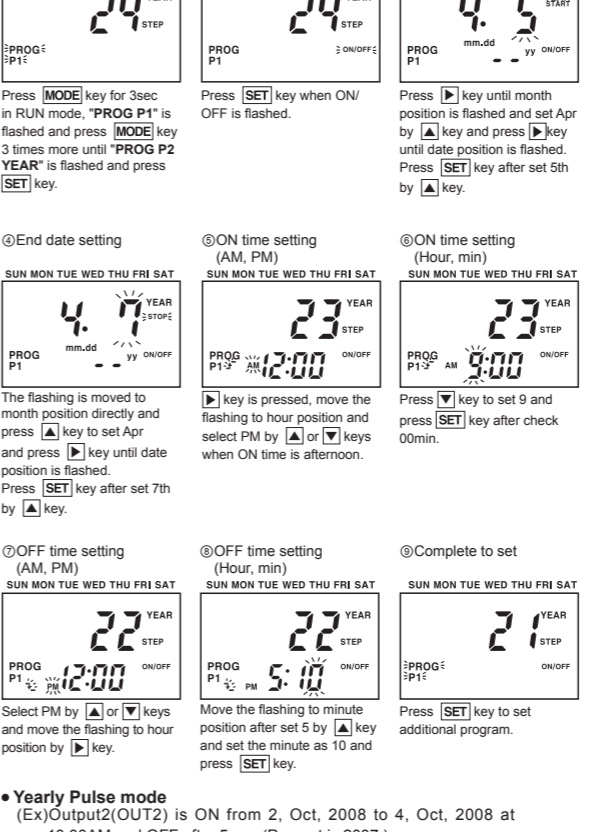 24
STEP
PROG
P1
24
STEP
PROG
P1
ON/OFF
4. 5
START
mm.dd
yy ON/OFF
PROG
P1
--
Press MODE key for 3sec
in RUN mode, "PROG P1" is
flashed and press MODE key
3 times more until "PROG P2
YEAR" is flashed and press
SET key.
Press SET key when ON/
OFF is flashed.
Press ▶ key until month
position is flashed and set Apr
by ▲ key and press ▶key
until date position is flashed.
Press SET key after set 5th
by ▲ key.
④End date setting
SUN MON TUE WED THU FRI SAT
4. 7
YEAR
STOP
mm.dd
yy ON/OFF
PROG
P1
--
The flashing is moved to
month position directly and
press ▲ key to set Apr
and press ▶ key until date
position is flashed.
Press SET key after set 7th
by ▲ key.
⑤ON time setting
(AM, PM)
SUN MON TUE WED THU FRI SAT
23
YEAR
STEP
PROG
P1
AM 12:00
ON/OFF
▶ key is pressed, move the
flashing to hour position and
select PM by ▲ or ▼ keys
when ON time is afternoon.
⑥ON time setting
(Hour, min)
SUN MON TUE WED THU FRI SAT
23
YEAR
STEP
PROG
P1
AM 9:00
ON/OFF
Press ▼ key to set 9 and
press SET key after check
00min.
⑦OFF time setting
(AM, PM)
SUN MON TUE WED THU FRI SAT
22
YEAR
STEP
PROG
P1
PM 12:00
ON/OFF
Select PM by ▲ or ▼ keys
and move the flashing to hour
position by ▶ key.
⑧OFF time setting
(Hour, min)
SUN MON TUE WED THU FRI SAT
22
YEAR
STEP
PROG
P1
PM 5:10
ON/OFF
Move the flashing to minute
position after set 5 by ▲ key
and set the minute as 10 and
press SET key.
⑨Complete to set
SUN MON TUE WED THU FRI SAT
21
YEAR
STEP
PROG
P1
ON/OFF
Press SET key to set
additional program.
● Yearly Pulse mode
(Ex)Output2(OUT2) is ON from 2, Oct, 2008 to 4, Oct, 2008 at